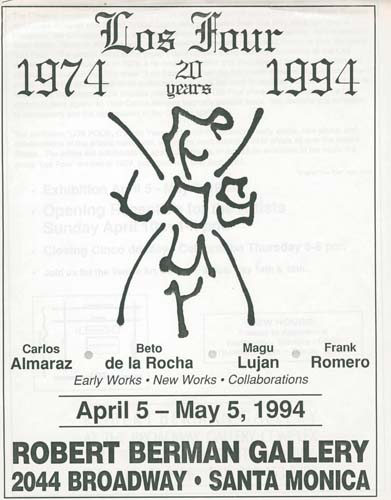 Los Four
1974 20 years 1994
Carlos Almaraz • Beto de la Rocha • Magu Lujan • Frank Romero
Early Works • New Works • Collaborations
April 5 – May 5, 1994
ROBERT BERMAN GALLERY
2044 BROADWAY • SANTA MONICA